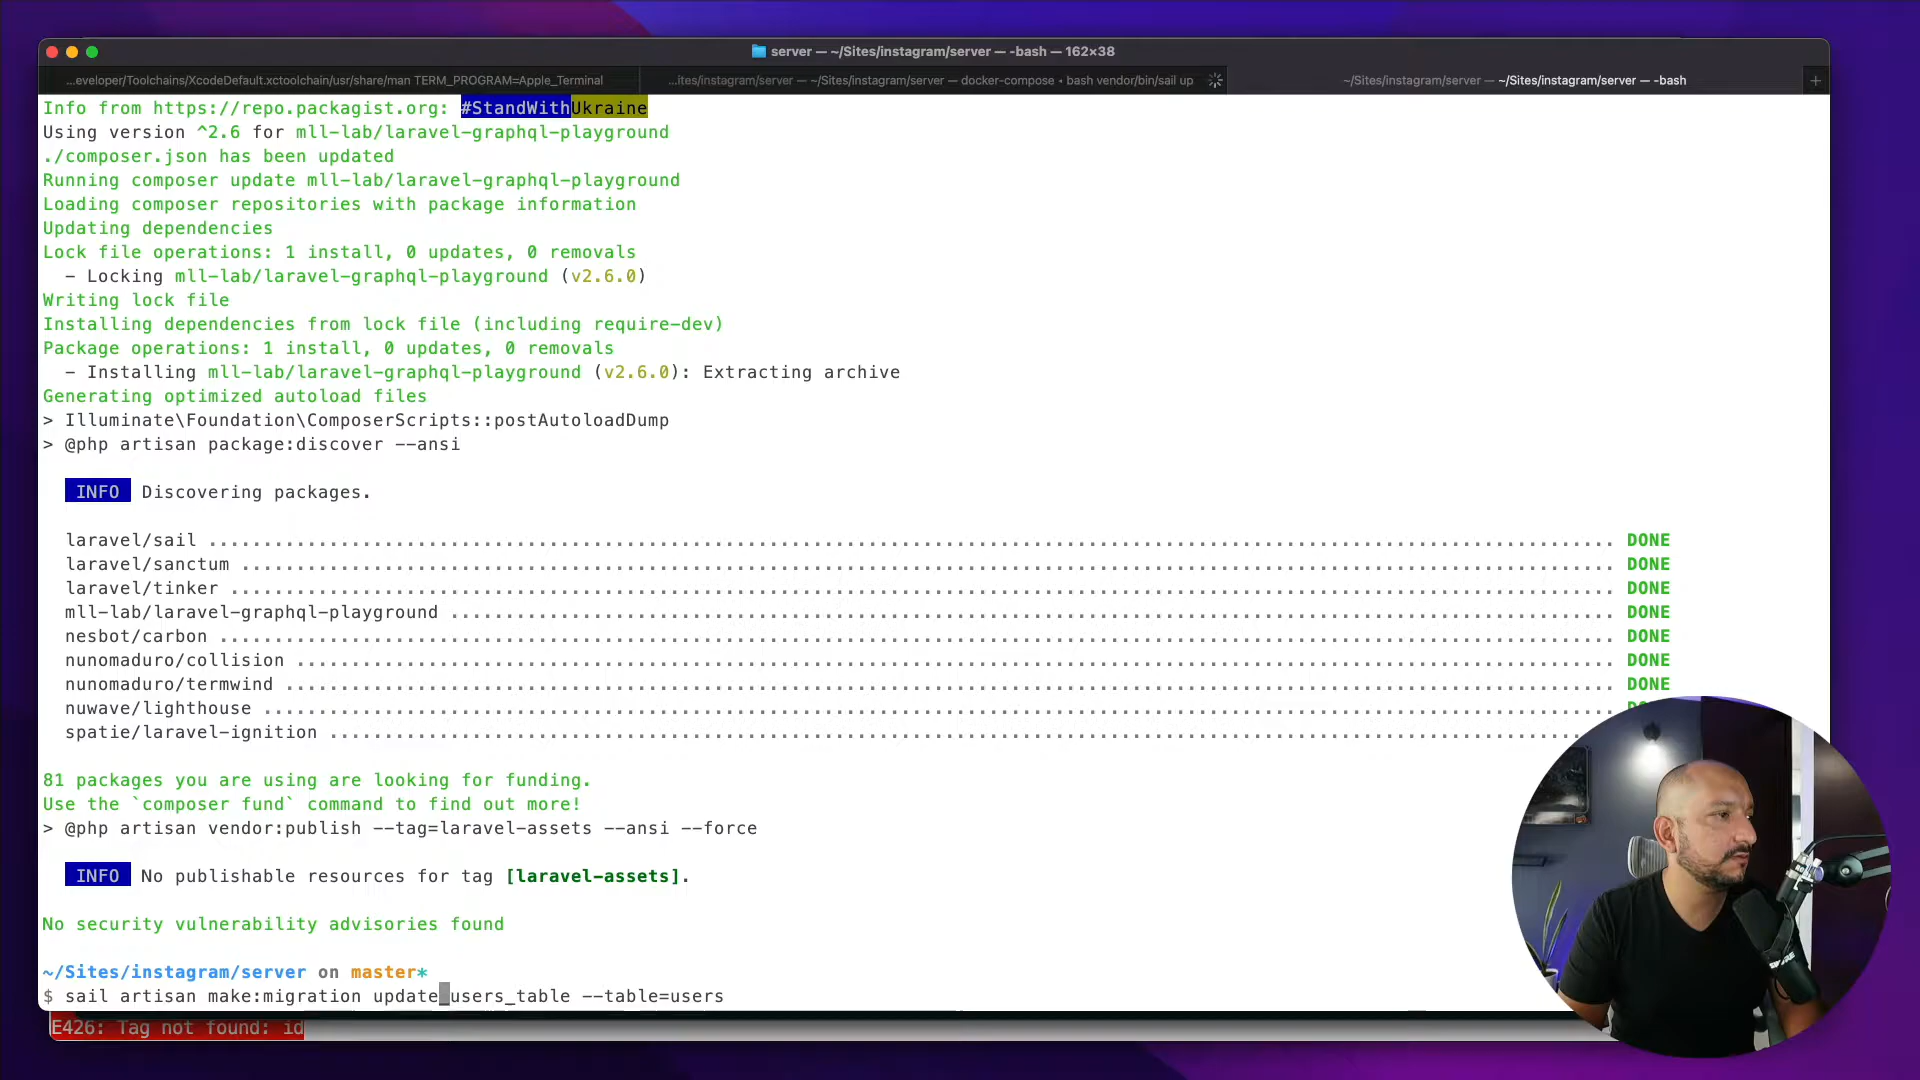 server — ~/Sites/instagram/server — -bash — 162×38
...eveloper/Toolchains/XcodeDefault.xctoolchain/usr/share/man TERM_PROGRAM=Apple_Terminal
...ites/instagram/server — ~/Sites/instagram/server — docker-compose • bash vendor/bin/sail up
~/Sites/instagram/server — ~/Sites/instagram/server — -bash
Info from https://repo.packagist.org: #StandWithUkraine
Using version ^2.6 for mll-lab/laravel-graphql-playground
./composer.json has been updated
Running composer update mll-lab/laravel-graphql-playground
Loading composer repositories with package information
Updating dependencies
Lock file operations: 1 install, 0 updates, 0 removals
- Locking mll-lab/laravel-graphql-playground (v2.6.0)
Writing lock file
Installing dependencies from lock file (including require-dev)
Package operations: 1 install, 0 updates, 0 removals
- Installing mll-lab/laravel-graphql-playground (v2.6.0): Extracting archive
Generating optimized autoload files
> Illuminate\Foundation\ComposerScripts::postAutoloadDump
> @php artisan package:discover --ansi
INFO Discovering packages.
laravel/sail ........ DONE
laravel/sanctum ........ DONE
laravel/tinker ........ DONE
mll-lab/laravel-graphql-playground ........ DONE
nesbot/carbon ........ DONE
nunomaduro/collision ........ DONE
nunomaduro/termwind ........ DONE
nuwave/lighthouse ........
spatie/laravel-ignition ........
81 packages you are using are looking for funding.
Use the `composer fund` command to find out more!
> @php artisan vendor:publish --tag=laravel-assets --ansi --force
INFO No publishable resources for tag [laravel-assets].
No security vulnerability advisories found
~/Sites/instagram/server on master*
$ sail artisan make:migration update_users_table --table=users
E426: Tag not found: id